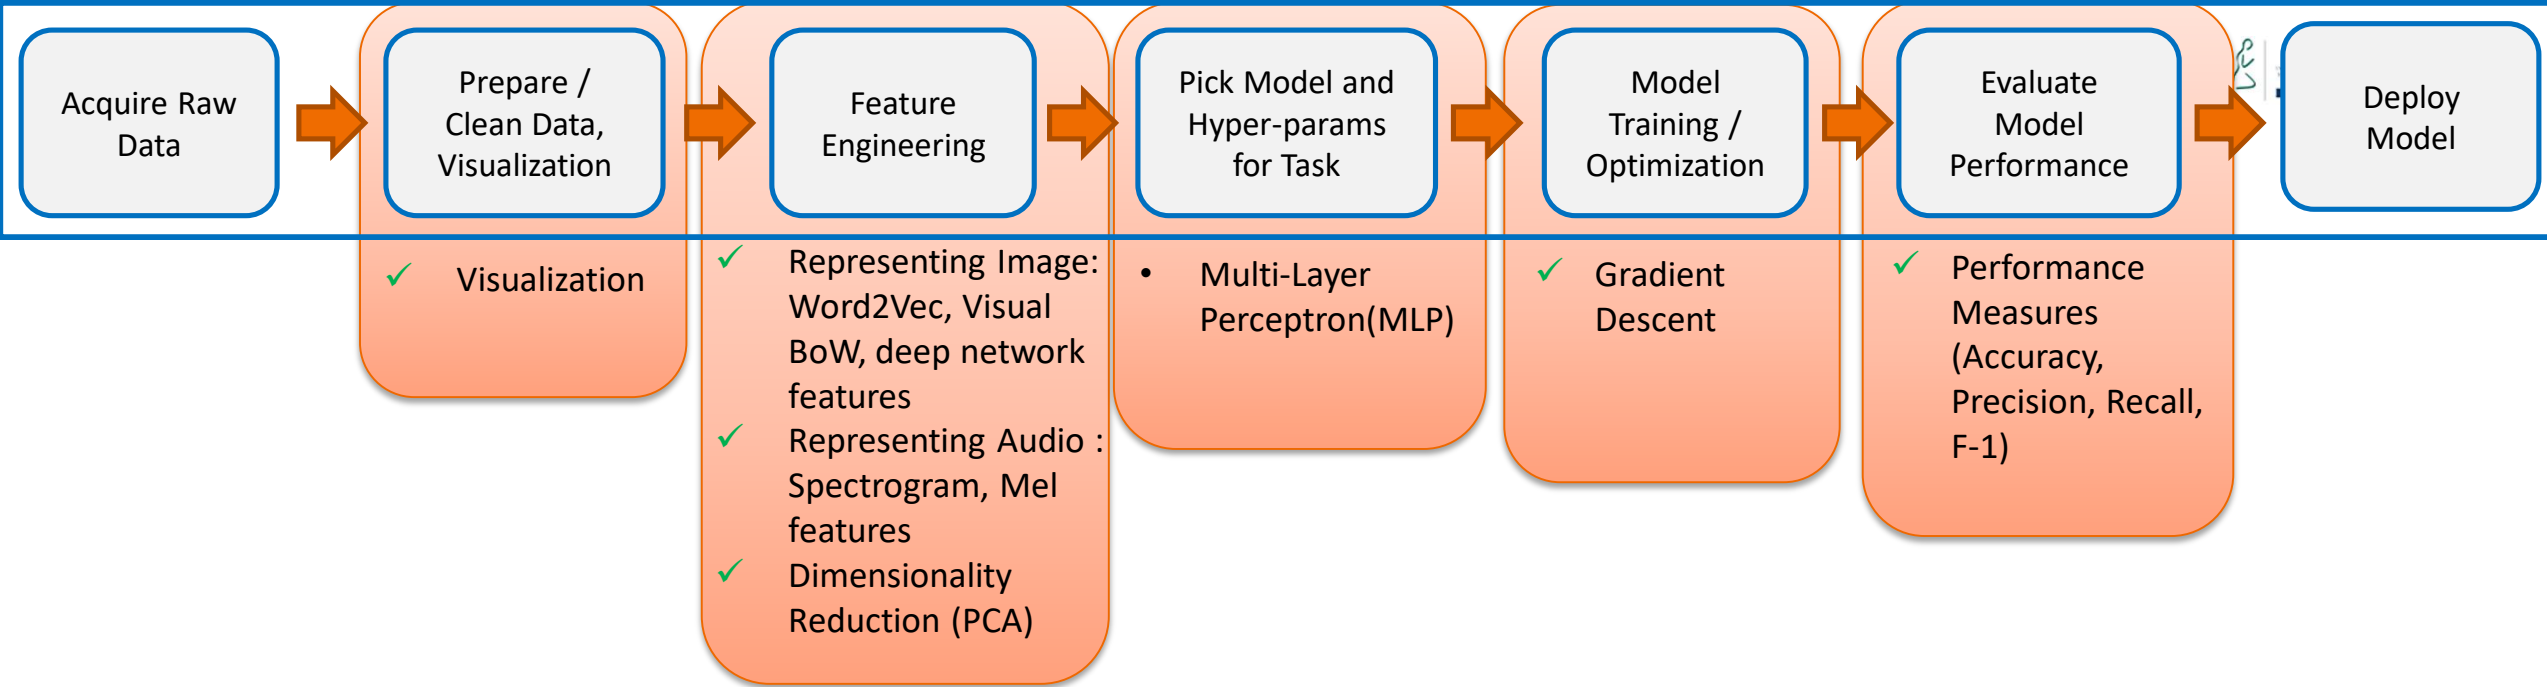 Acquire Raw
Data
Prepare /
Clean Data,
Visualization
Feature
Engineering
Pick Model and
Hyper-params
for Task
Model
Training /
Optimization
Evaluate
Model
Performance
Deploy
Model
✓ Visualization
✓ Representing Image:
Word2Vec, Visual
BoW, deep network
features
✓ Representing Audio :
Spectrogram, Mel
features
✓ Dimensionality
Reduction (PCA)
• Multi-Layer
Perceptron(MLP)
✓ Gradient
Descent
✓ Performance
Measures
(Accuracy,
Precision, Recall,
F-1)